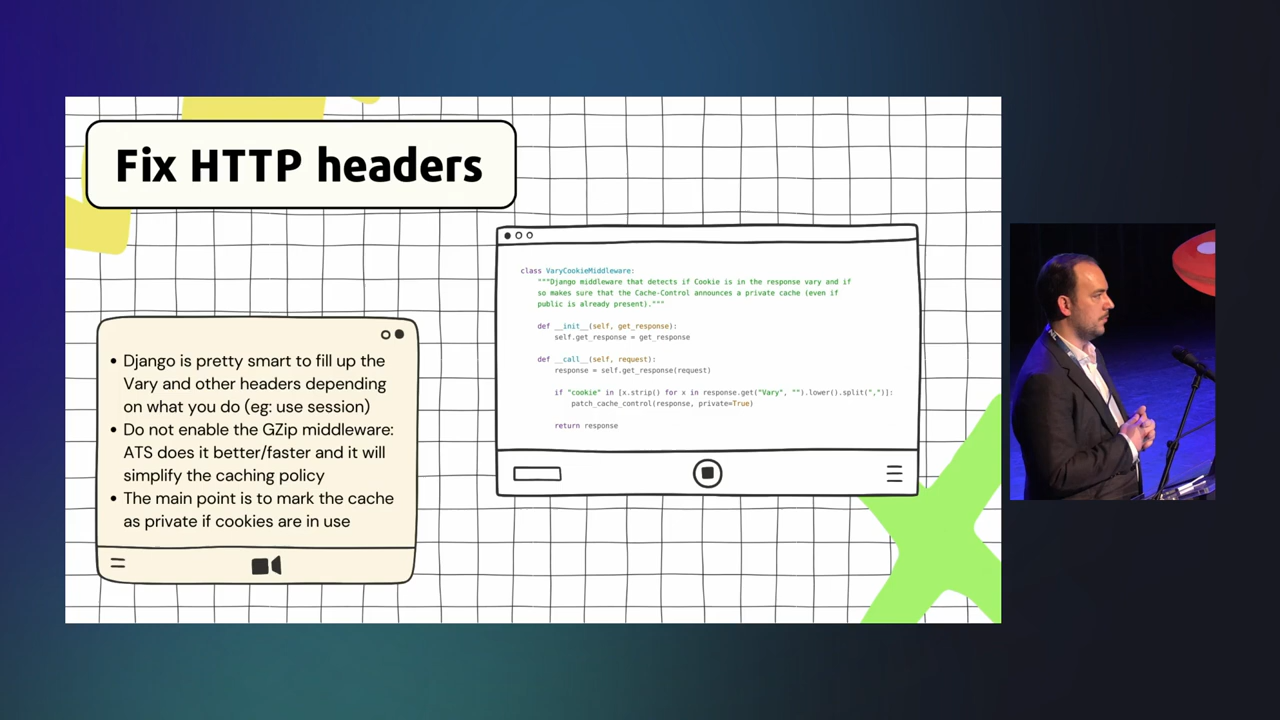 Fix HTTP headers
Django is pretty smart to fill up the
Vary and other headers depending
on what you do (eg: use session)
Do not enable the GZip middleware:
ATS does it better/faster and it will
simplify the caching policy
The main point is to mark the cache
as private if cookies are in use
class VaryCookieMiddleware:
"""Django middleware that detects if Cookie is in the response vary and if
so makes sure that the Cache-Control announces a private cache (even if
public is already present)."""
def __init__(self, get_response):
self.get_response = get_response
def __call__(self, request):
response = self.get_response(request)
if "cookie" in [x.strip() for x in response.get("Vary", "").lower().split(",")]:
patch_cache_control(response, private=True)
return response